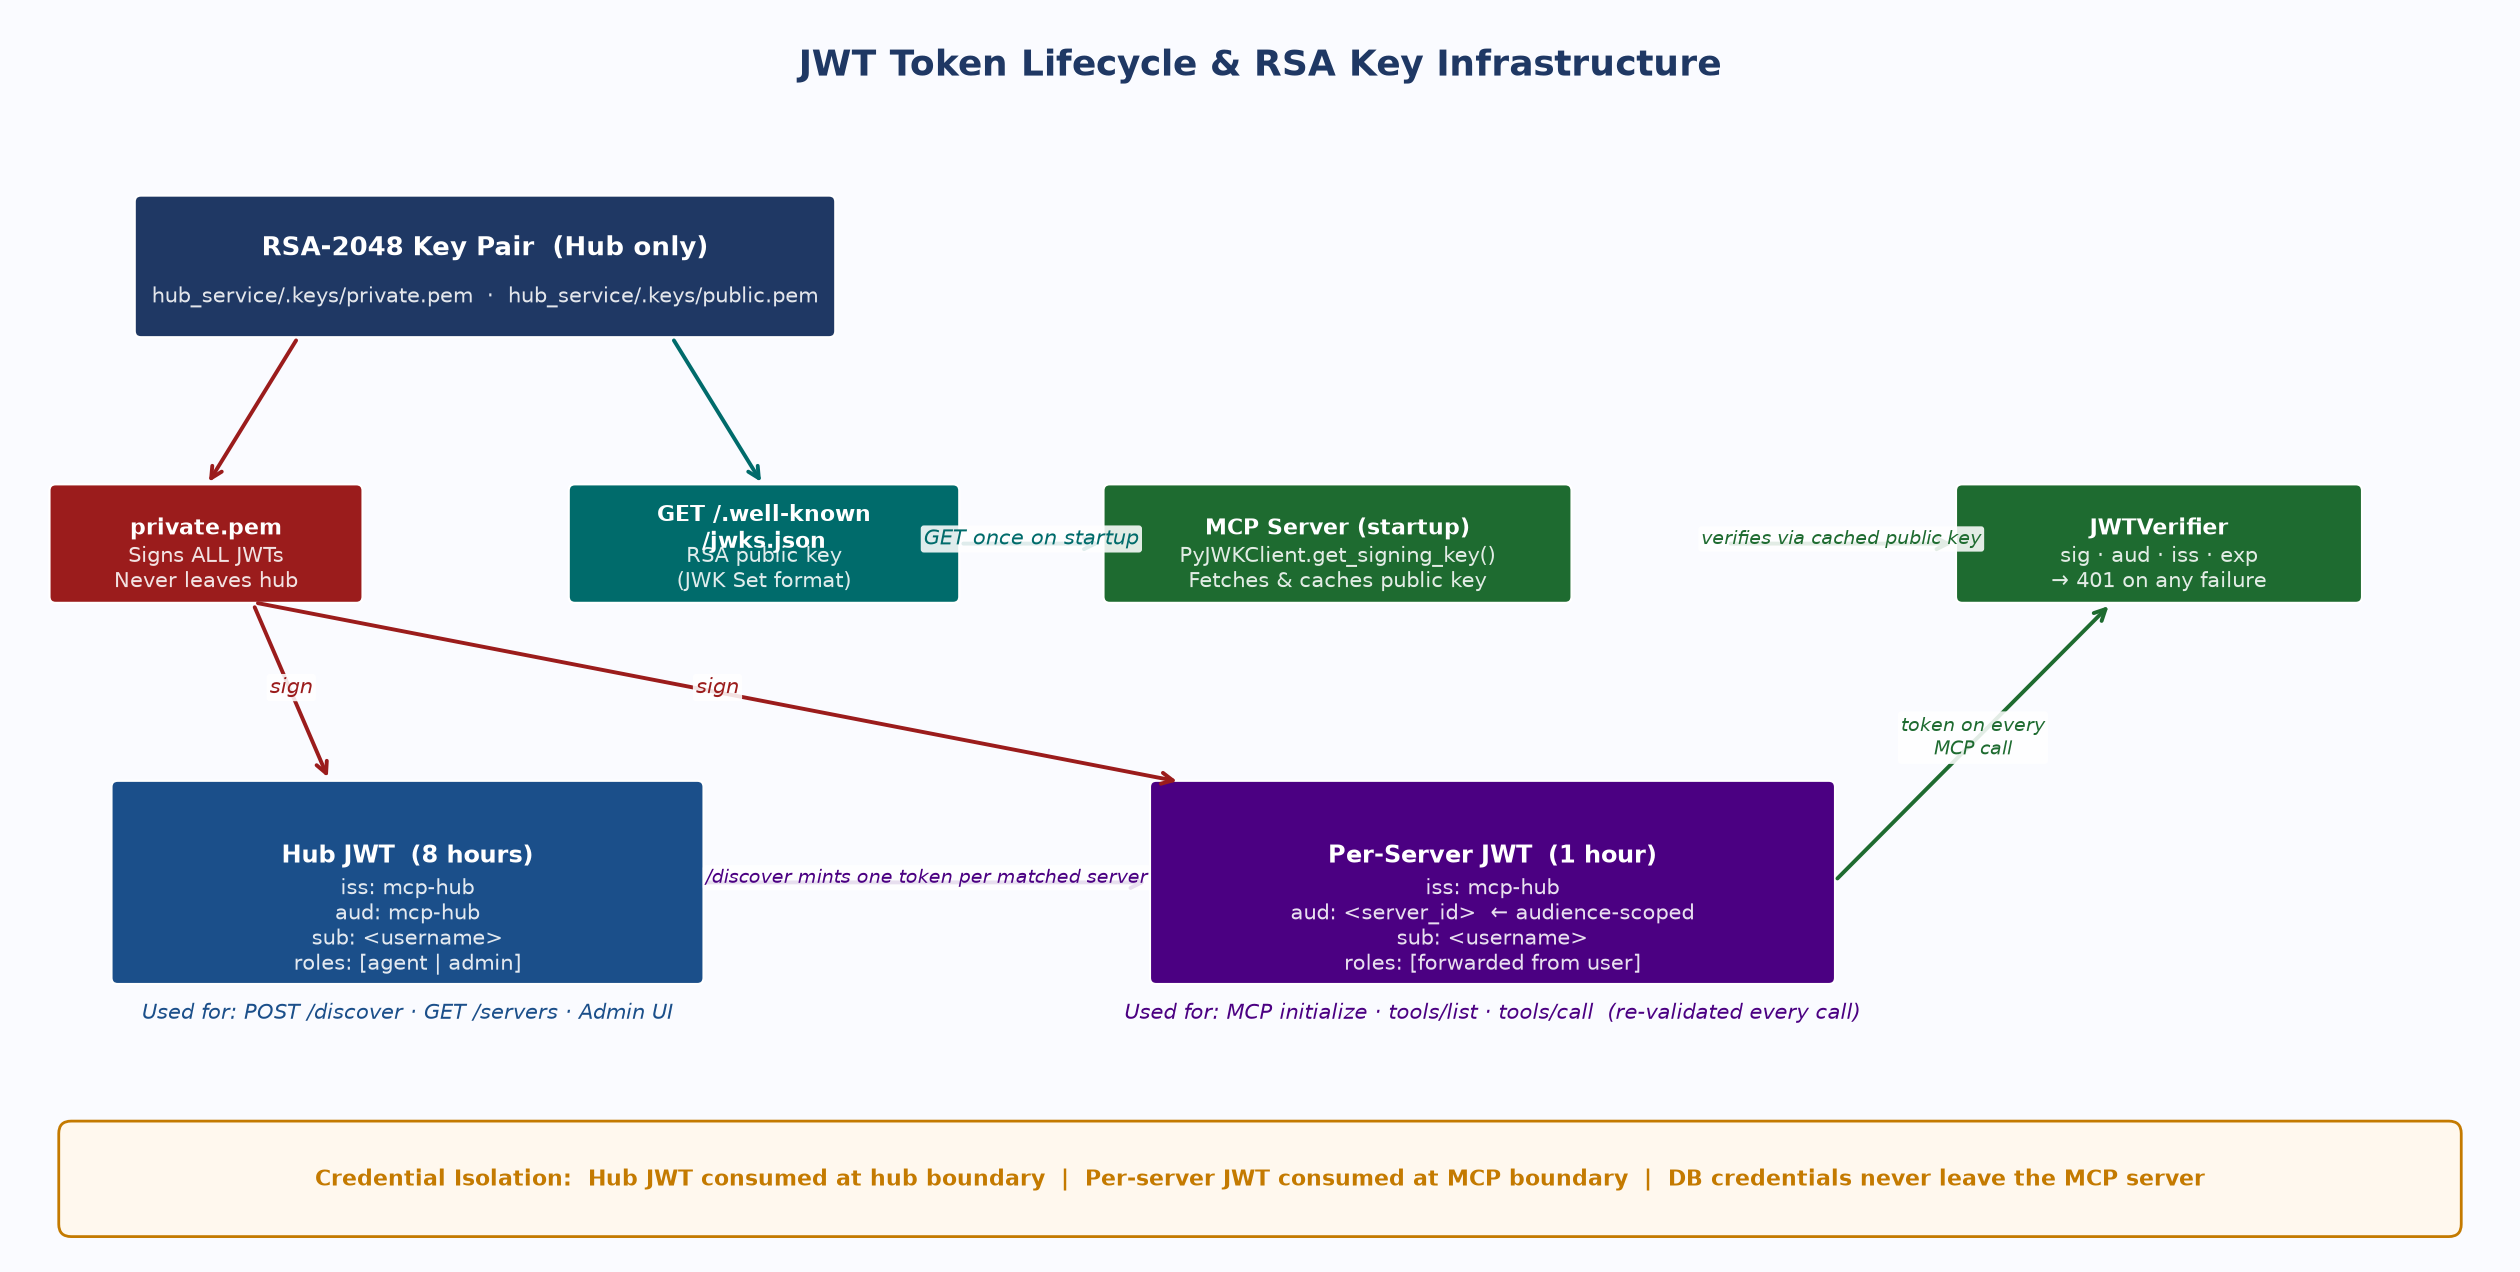 JWT Token Lifecycle & RSA Key Infrastructure
RSA-2048 Key Pair  (Hub only)
hub_service/.keys/private.pem  ·  hub_service/.keys/public.pem
private.pem
Signs ALL JWTs
Never leaves hub
GET /.well-known
/jwks.json
RSA public key
(JWK Set format)
GET once on startup
MCP Server (startup)
PyJWKClient.get_signing_key()
Fetches & caches public key
verifies via cached public key
JWTVerifier
sig · aud · iss · exp
→ 401 on any failure
sign
sign
token on every
MCP call
Hub JWT  (8 hours)
iss: mcp-hub
aud: mcp-hub
sub: <username>
roles: [agent | admin]
/discover mints one token per matched server
Per-Server JWT  (1 hour)
iss: mcp-hub
aud: <server_id>  ← audience-scoped
sub: <username>
roles: [forwarded from user]
Used for: POST /discover · GET /servers · Admin UI
Used for: MCP initialize · tools/list · tools/call  (re-validated every call)
Credential Isolation:  Hub JWT consumed at hub boundary  |  Per-server JWT consumed at MCP boundary  |  DB credentials never leave the MCP server